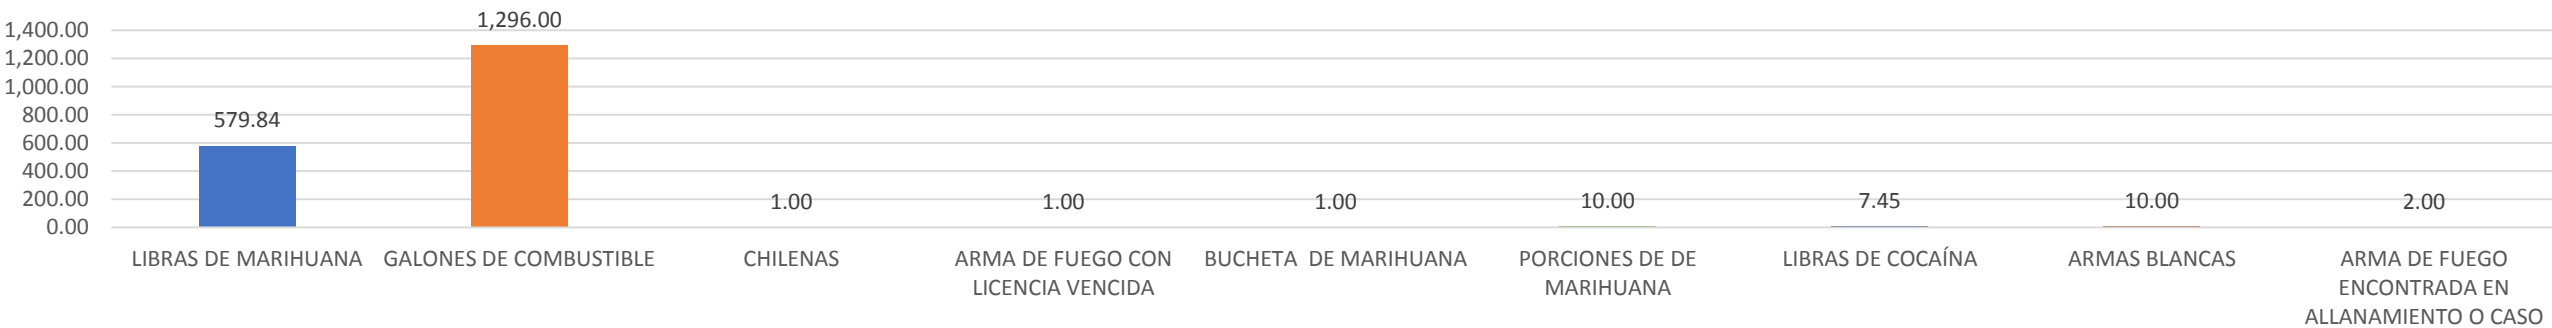 1,400.00
1,200.00
1,000.00
800.00
600.00
400.00
200.00
0.00
579.84
1,296.00
1.00
1.00
1.00
10.00
7.45
10.00
2.00
LIBRAS DE MARIHUANA
GALONES DE COMBUSTIBLE
CHILENAS
ARMA DE FUEGO CON
LICENCIA VENCIDA
BUCHETA  DE MARIHUANA
PORCIONES DE DE
MARIHUANA
LIBRAS DE COCAÍNA
ARMAS BLANCAS
ARMA DE FUEGO
ENCONTRADA EN
ALLANAMIENTO O CASO